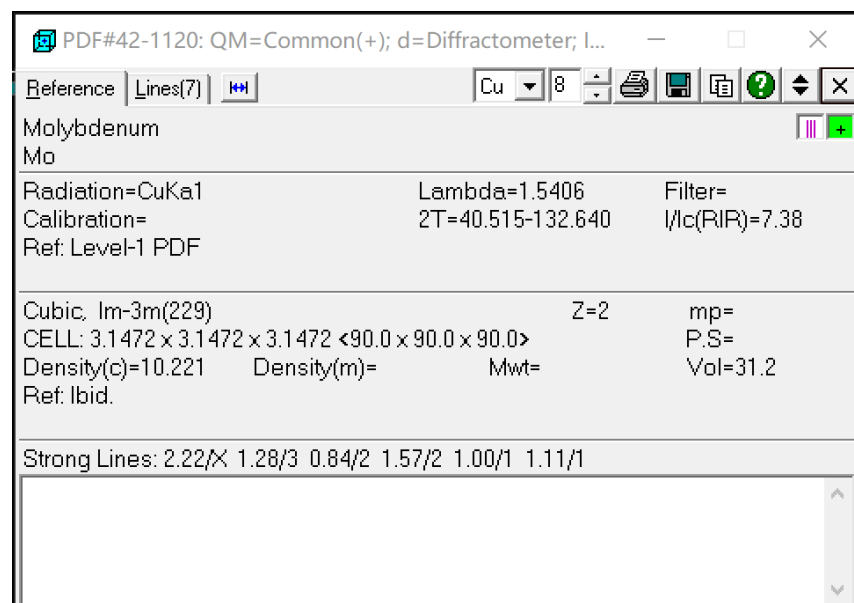 PDF#42-1120: QM=Common(+); d=Diffractometer; I...
Reference Lines(7) Cu 8
Molybdenum
Mo
Radiation=CuKa1 Lambda=1.5406 Filter=
Calibration= 2T=40.515-132.640 I/Ic(RIR)=7.38
Ref: Level-1 PDF
Cubic, Im-3m(229) Z=2 mp=
CELL: 3.1472 x 3.1472 x 3.1472 <90.0 x 90.0 x 90.0> P.S=
Density(c)=10.221 Density(m)= Mwt= Vol=31.2
Ref: Ibid.
Strong Lines: 2.22/X 1.28/3 0.84/2 1.57/2 1.00/1 1.11/1